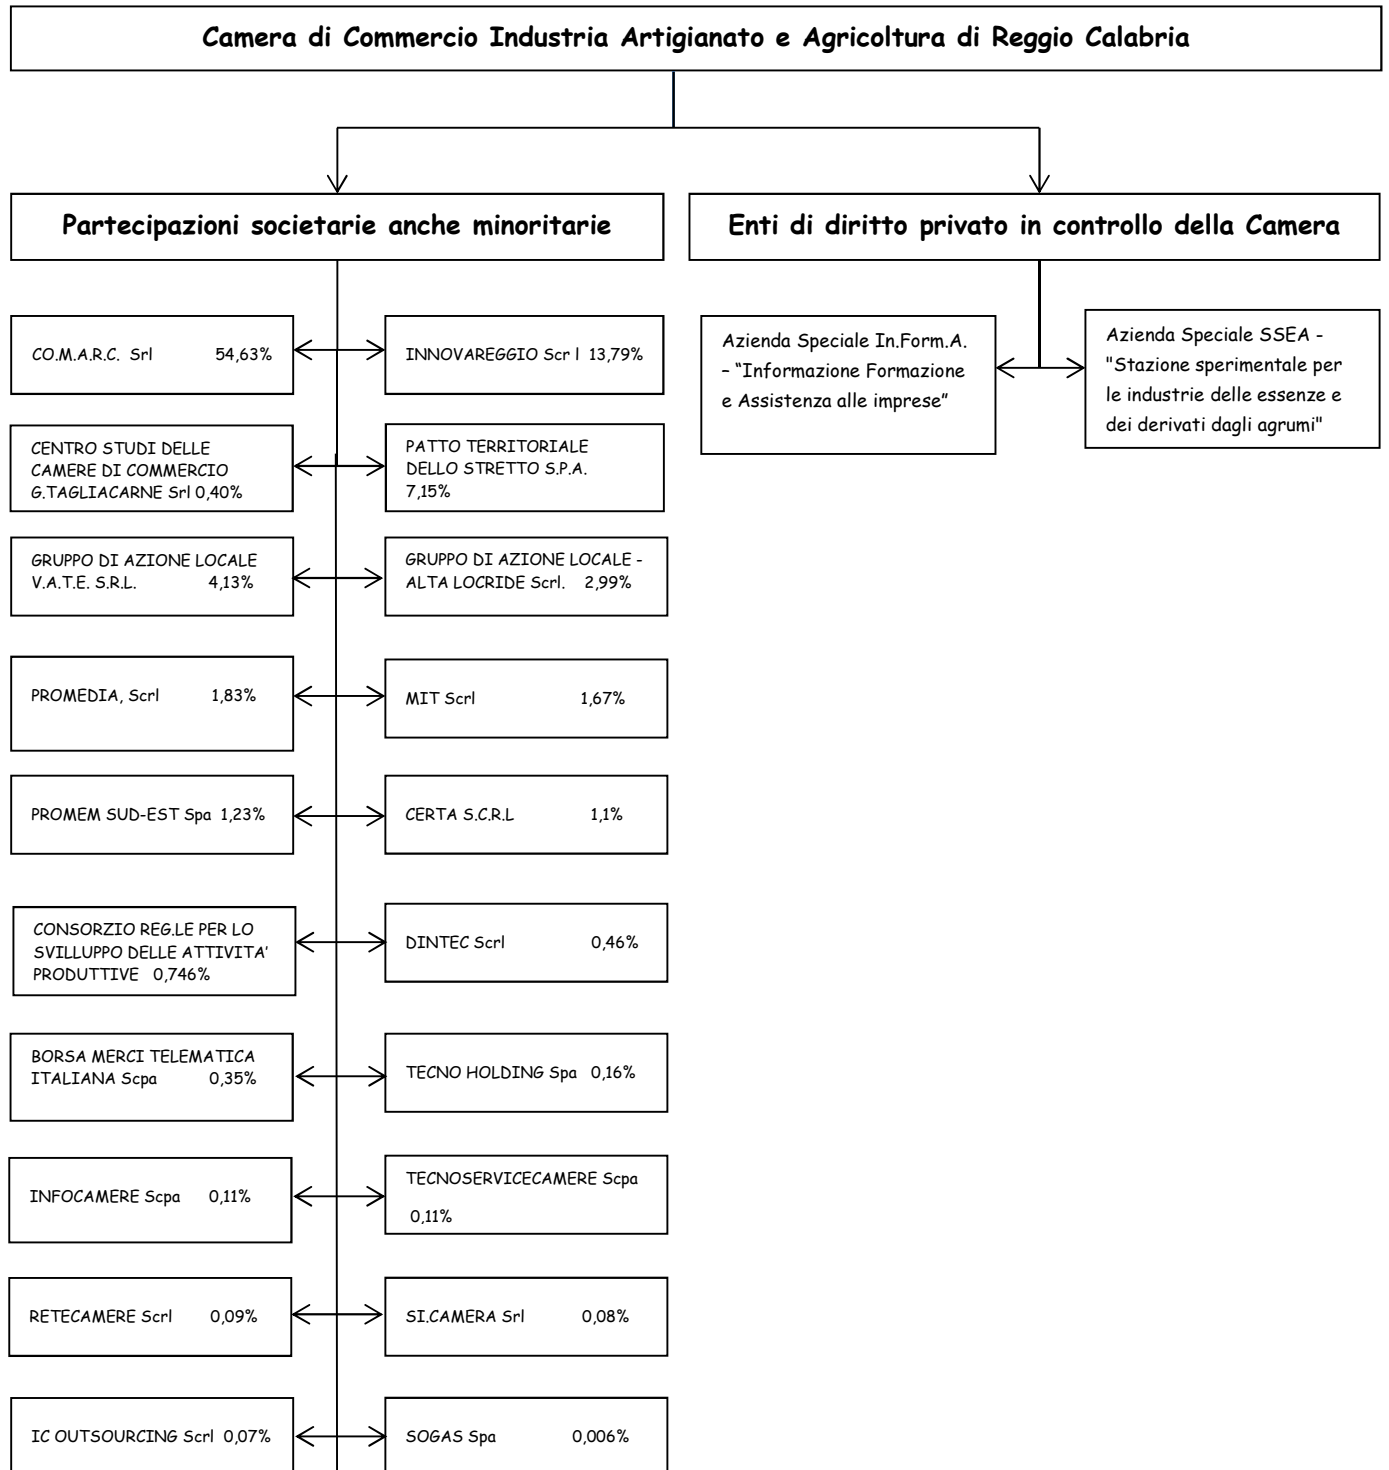 Camera di Commercio Industria Artigianato e Agricoltura di Reggio Calabria
Partecipazioni societarie anche minoritarie
Enti di diritto privato in controllo della Camera
CO.M.A.R.C. Srl 54,63%
INNOVAREGGIO Scr l 13,79%
Azienda Speciale In.Form.A.
– “Informazione Formazione
e Assistenza alle imprese”
Azienda Speciale SSEA -
"Stazione sperimentale per
le industrie delle essenze e
dei derivati dagli agrumi"
CENTRO STUDI DELLE
CAMERE DI COMMERCIO
G.TAGLIACARNE Srl 0,40%
PATTO TERRITORIALE
DELLO STRETTO S.P.A.
7,15%
GRUPPO DI AZIONE LOCALE
V.A.T.E. S.R.L. 4,13%
GRUPPO DI AZIONE LOCALE -
ALTA LOCRIDE Scrl. 2,99%
PROMEDIA, Scrl 1,83%
MIT Scrl 1,67%
PROMEM SUD-EST Spa 1,23%
CERTA S.C.R.L 1,1%
CONSORZIO REG.LE PER LO
SVILLUPPO DELLE ATTIVITA’
PRODUTTIVE 0,746%
DINTEC Scrl 0,46%
BORSA MERCI TELEMATICA
ITALIANA Scpa 0,35%
TECNO HOLDING Spa 0,16%
INFOCAMERE Scpa 0,11%
TECNOSERVICECAMERE Scpa
0,11%
RETECAMERE Scrl 0,09%
SI.CAMERA Srl 0,08%
IC OUTSOURCING Scrl 0,07%
SOGAS Spa 0,006%